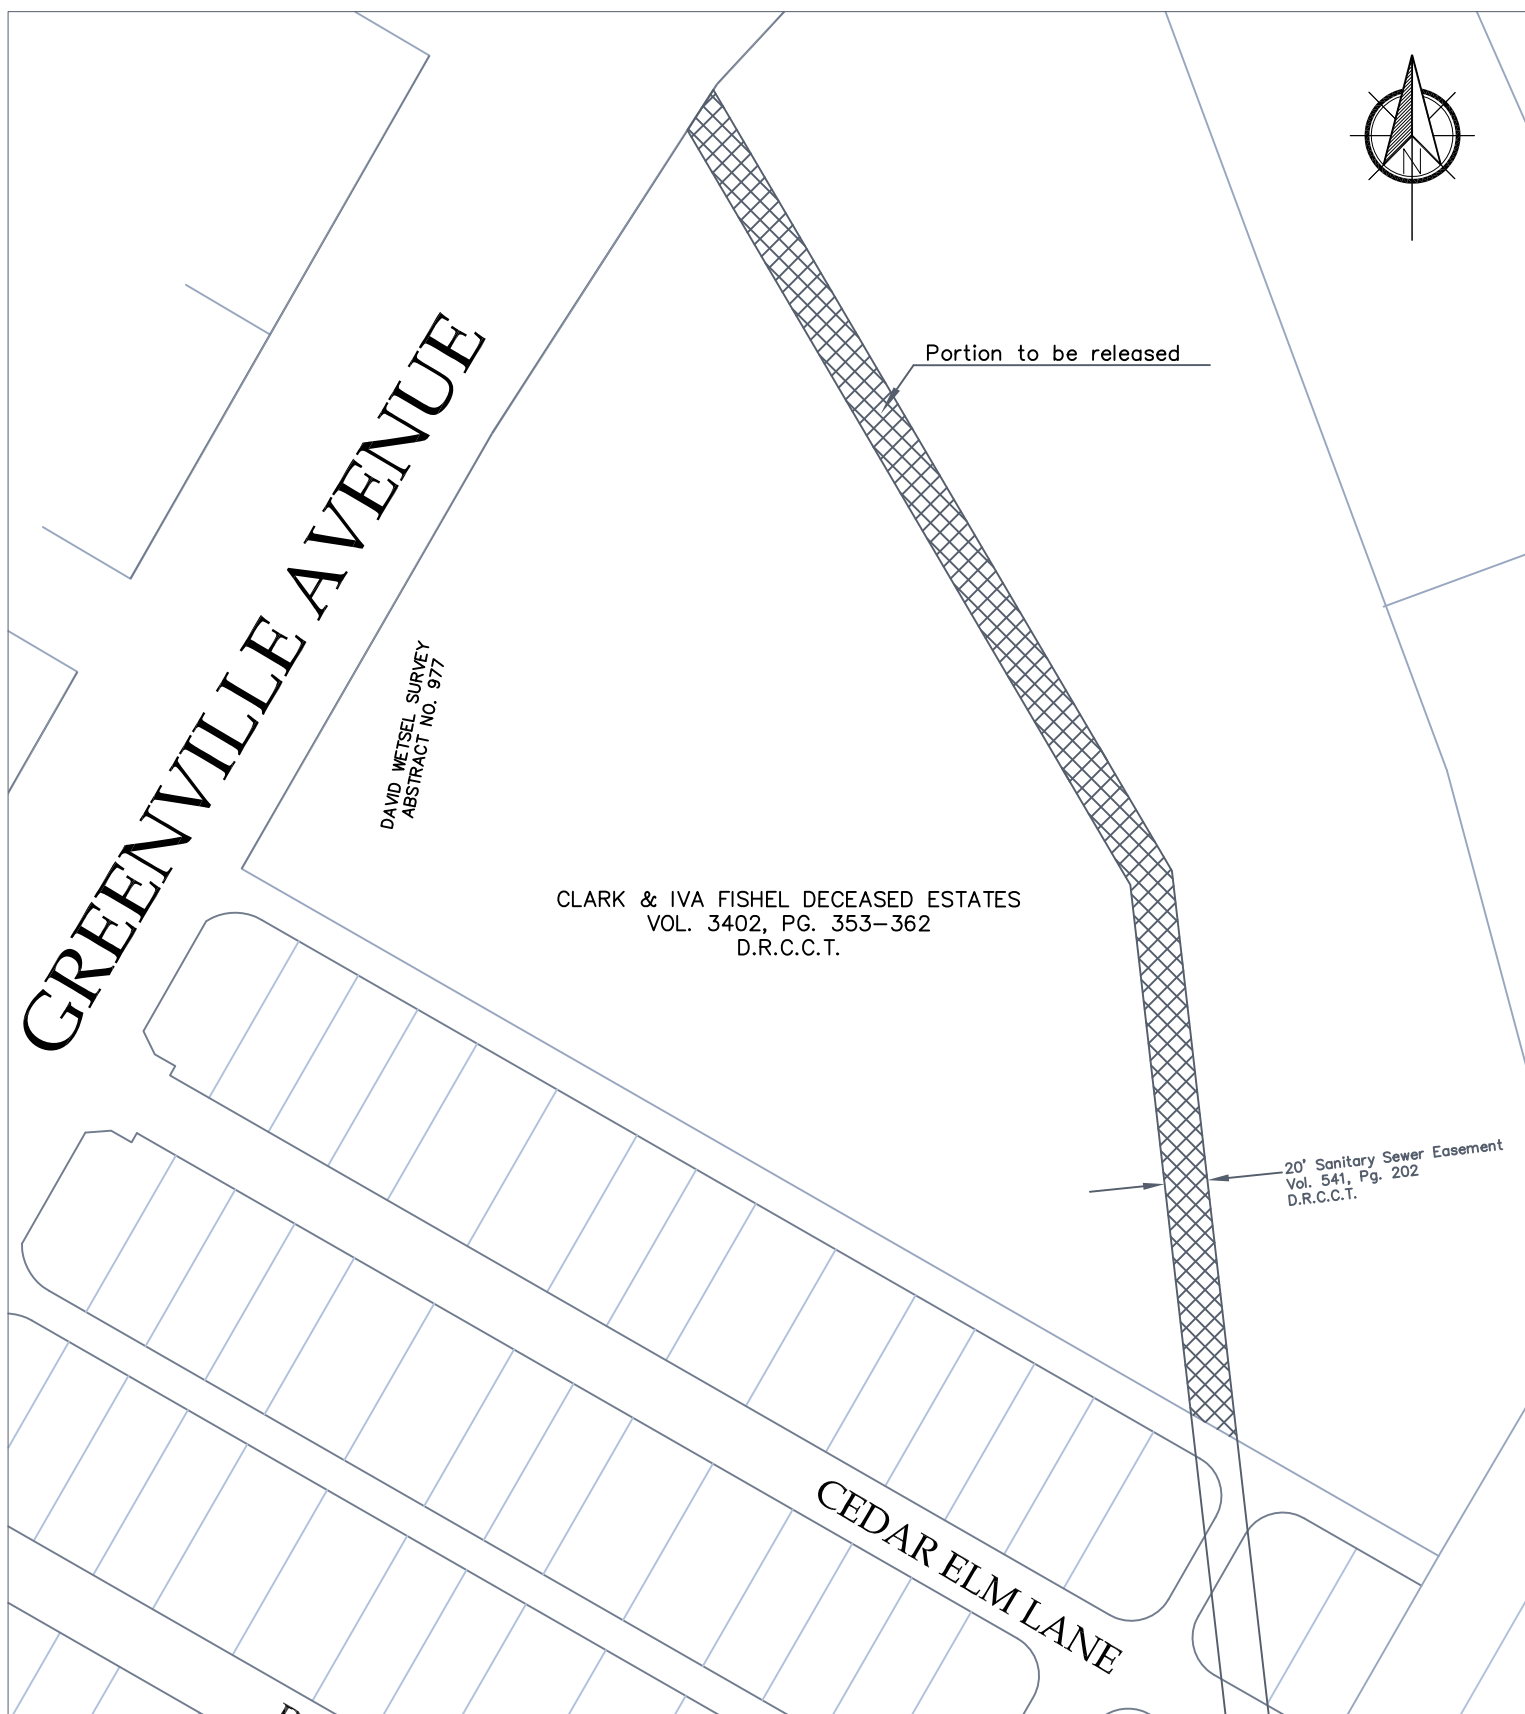 N
Portion to be released
GREENVILLE AVENUE
DAVID WETSEL SURVEY
ABSTRACT NO. 977
CLARK & IVA FISHEL DECEASED ESTATES
VOL. 3402, PG. 353-362
D.R.C.C.T.
20' Sanitary Sewer Easement
Vol. 541, Pg. 202
D.R.C.C.T.
CEDAR ELM LANE